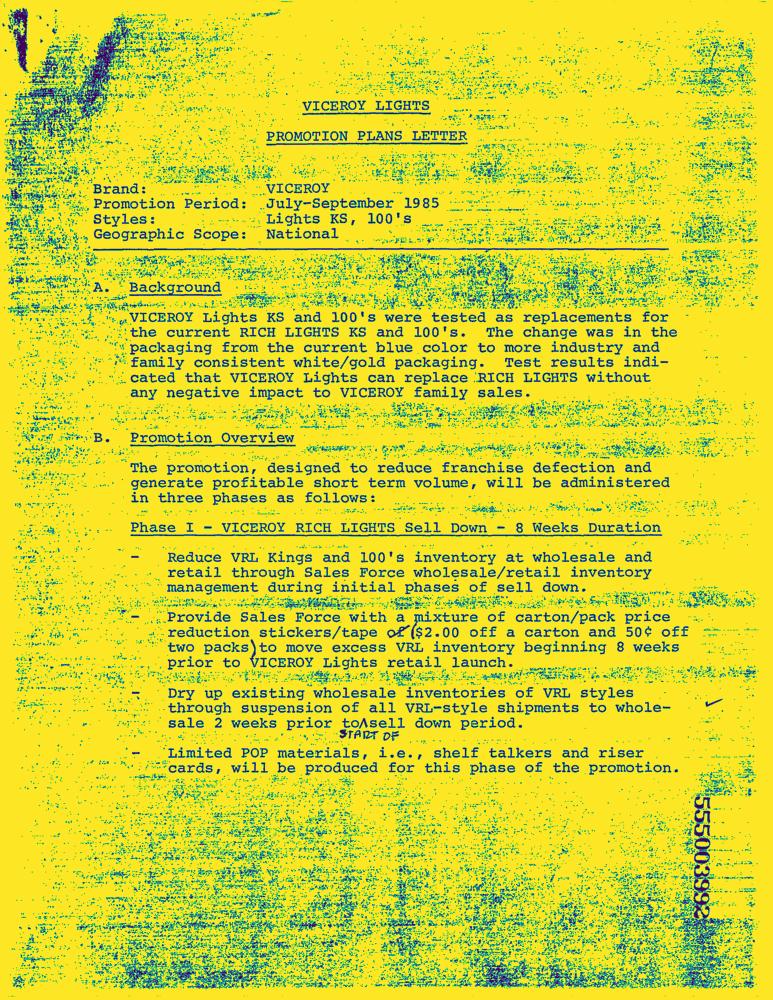 VICEROY LIGHTS
PROMOTION PLANS LETTER
Brand: VICEROY
Promotion Period: July-September 1985
Styles: Lights KS, 100's
Geographic Scope: National
A. Background
VICEROY Lights KS and 100's were tested as replacements for
the current RICH LIGHTS KS and 100's. The change was in the
packaging from the current blue color to more industry and
family consistent white/gold packaging. Test results indi-
cated that VICEROY Lights can replace RICH LIGHTS without
any negative impact to VICEROY family sales.
B. Promotion Overview
The promotion, designed to reduce franchise defection and
generate profitable short term volume, will be administered
in three phases as follows:
Phase I - VICEROY RICH LIGHTS Sell Down - 8 Weeks Duration
- Reduce VRL Kings and 100's inventory at wholesale and
retail through Sales Force wholesale/retail inventory
management during initial phases of sell down.
- Provide Sales Force with a mixture of carton/pack price
reduction stickers/tape of ($2.00 off a carton and 50¢ off
two packs) to move excess VRL inventory beginning 8 weeks
prior to VICEROY Lights retail launch.
- Dry up existing wholesale inventories of VRL styles
through suspension of all VRL-style shipments to whole-
sale 2 weeks prior to sell down period.
START OF
- Limited POP materials, i.e., shelf talkers and riser
cards, will be produced for this phase of the promotion.
555003992